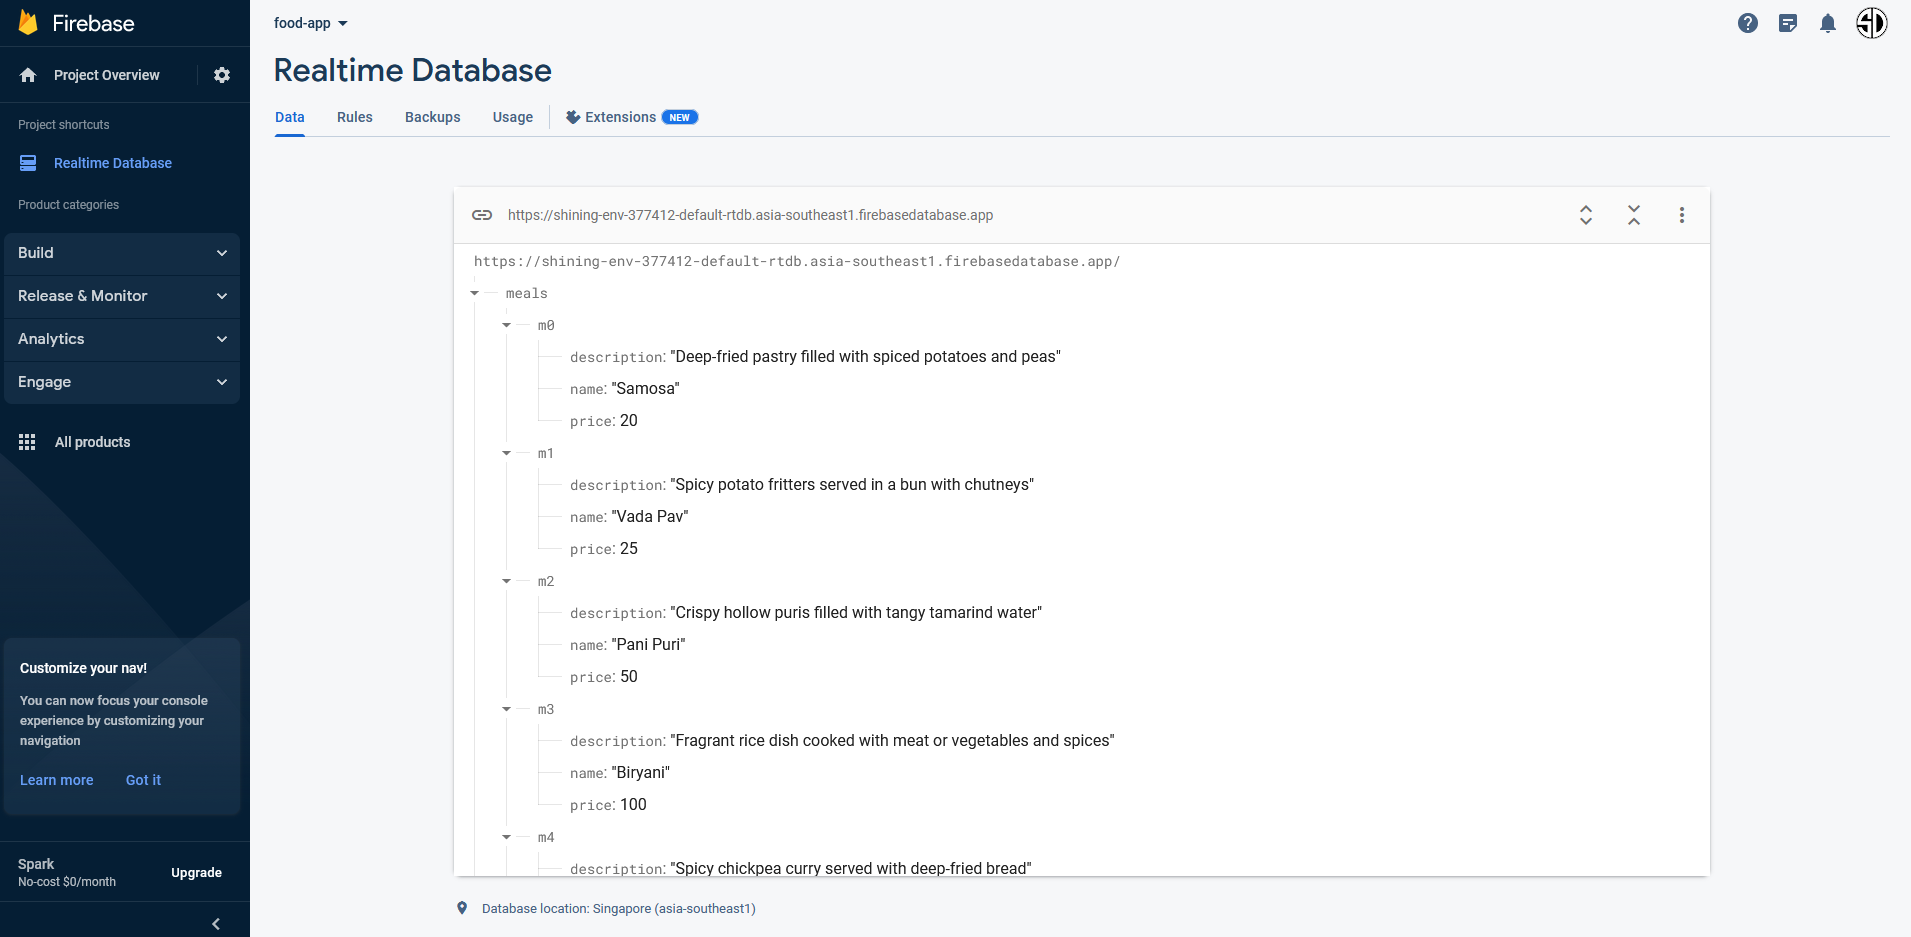 Firebase
Project Overview
Project shortcuts
Realtime Database
Product categories
Build
Release & Monitor
Analytics
Engage
All products
Customize your nav!
You can now focus your console
experience by customizing your
navigation
Learn more Got it
Spark
No-cost $0/month
Upgrade
food-app
Realtime Database
Data Rules Backups Usage Extensions NEW
https://shining-env-377412-default-rtdb.asia-southeast1.firebasedatabase.app
https://shining-env-377412-default-rtdb.asia-southeast1.firebasedatabase.app/
meals
m0
description: "Deep-fried pastry filled with spiced potatoes and peas"
name: "Samosa"
price: 20
m1
description: "Spicy potato fritters served in a bun with chutneys"
name: "Vada Pav"
price: 25
m2
description: "Crispy hollow puris filled with tangy tamarind water"
name: "Pani Puri"
price: 50
m3
description: "Fragrant rice dish cooked with meat or vegetables and spices"
name: "Biryani"
price: 100
m4
description: "Spicy chickpea curry served with deep-fried bread"
Database location: Singapore (asia-southeast1)